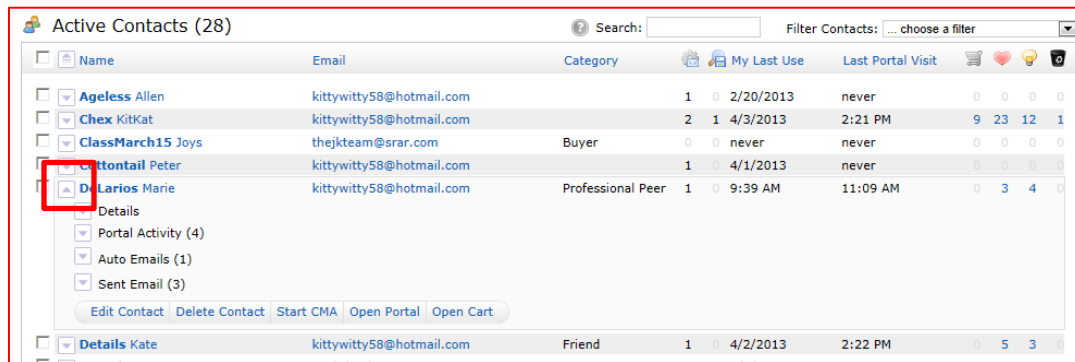 Active Contacts (28) Search: Filter Contacts: ... choose a filter
Name Email Category My Last Use Last Portal Visit
Ageless Allen kittywitty58@hotmail.com 1 0 2/20/2013 never 0 0 0 0
Chex KitKat kittywitty58@hotmail.com 2 1 4/3/2013 2:21 PM 9 23 12 1
ClassMarch15 Joys thejkteam@srar.com Buyer 0 0 never never 0 0 0 0
Cottontail Peter kittywitty58@hotmail.com 1 0 4/1/2013 never 0 0 0 0
DeLarios Marie kittywitty58@hotmail.com Professional Peer 1 0 9:39 AM 11:09 AM 0 3 4 0
Details
Portal Activity (4)
Auto Emails (1)
Sent Email (3)
Edit Contact Delete Contact Start CMA Open Portal Open Cart
Details Kate kittywitty58@hotmail.com Friend 1 0 4/2/2013 2:22 PM 0 5 3 0